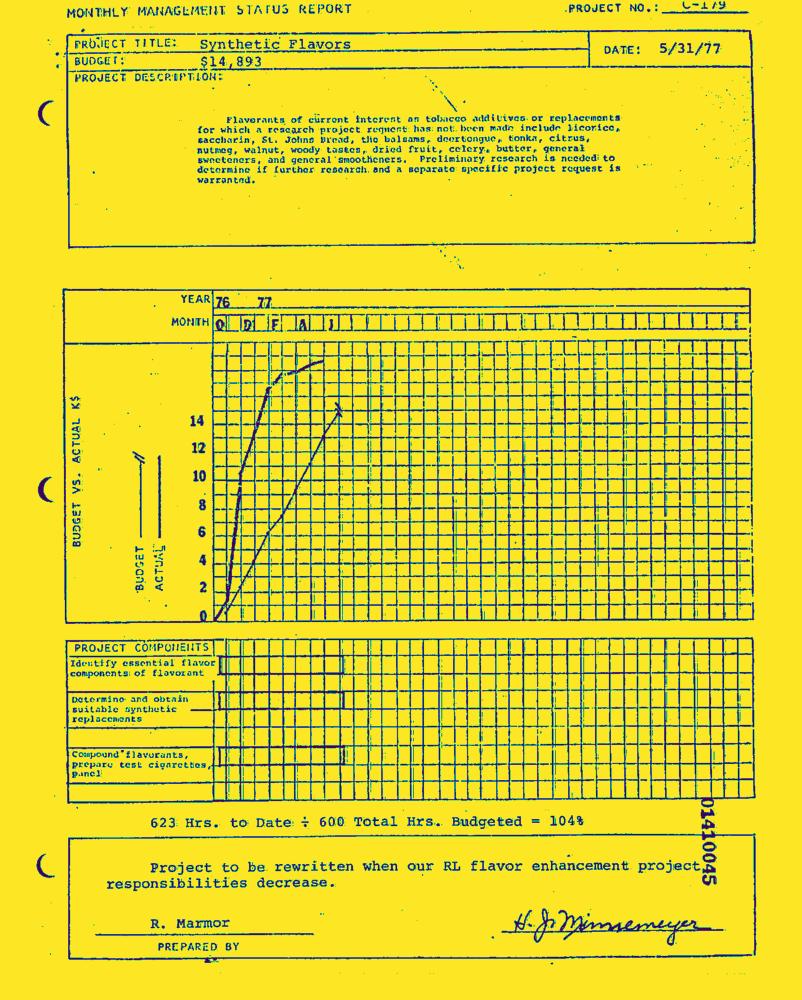 MONTHLY MANAGEMENT STATUS REPORT PROJECT NO.: C-179
PROJECT TITLE: Synthetic Flavors
DATE: 5/31/77
BUDGET: $14,893
PROJECT DESCRIPTION:
Flavorants of current interest as tobacco additives or replacements
for which a research project request has not been made include licorice,
saccharin, St. Johns Bread, the balsams, deertongue, tonka, citrus,
nutmeg, walnut, woody tastes, dried fruit, celery, butter, general
sweeteners, and general smootheners. Preliminary research is needed to
determine if further research and a separate specific project request is
warranted.
YEAR 76 77
MONTH O D F A J
BUDGET VS. ACTUAL K$
BUDGET
ACTUAL
14
12
10
8
6
4
2
0
PROJECT COMPONENTS
Identify essential flavor
components of flavorant
Determine and obtain
suitable synthetic
replacements
Compound flavorants,
prepare test cigarettes,
panel
623 Hrs. to Date ÷ 600 Total Hrs. Budgeted = 104%
01410045
Project to be rewritten when our RL flavor enhancement project
responsibilities decrease.
R. Marmor
H. J. Minnemeyer
PREPARED BY